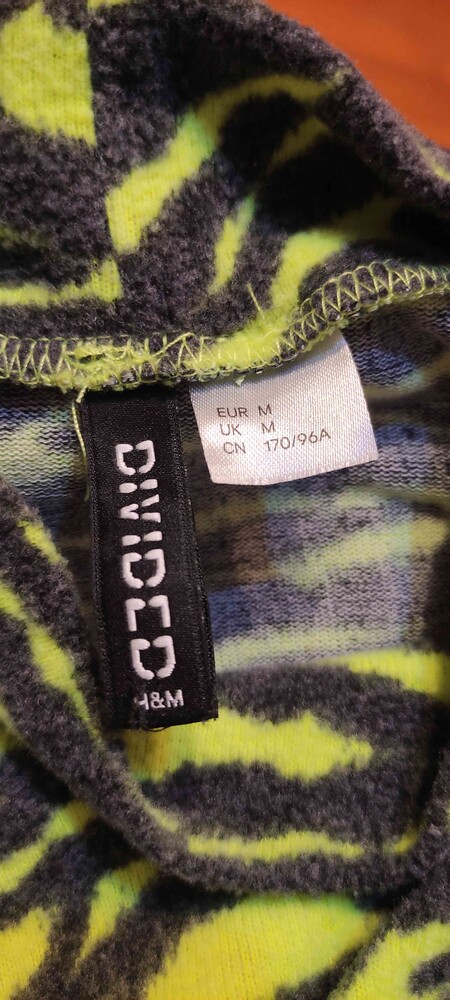 EUR M
UK M
CN 170/96A
DIVIDED
H&M